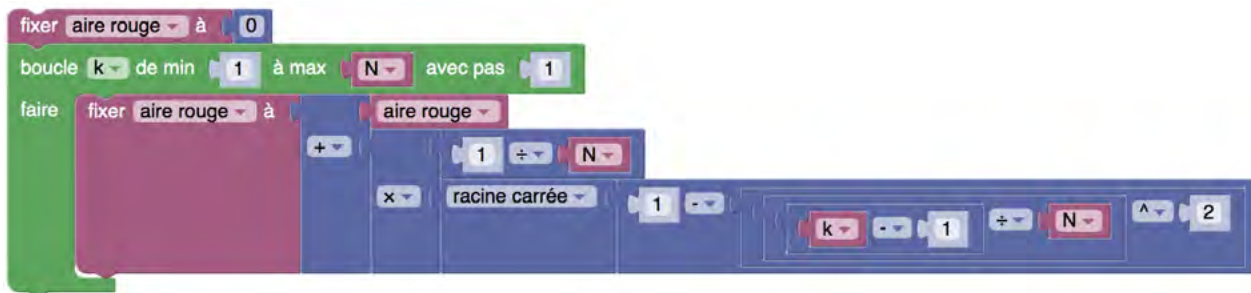 fixer aire rouge à 0
boucle k de min 1 à max N avec pas 1
faire fixer aire rouge à aire rouge
+ 1 ÷ N
× racine carrée 1 - k - 1 ÷ N ^ 2